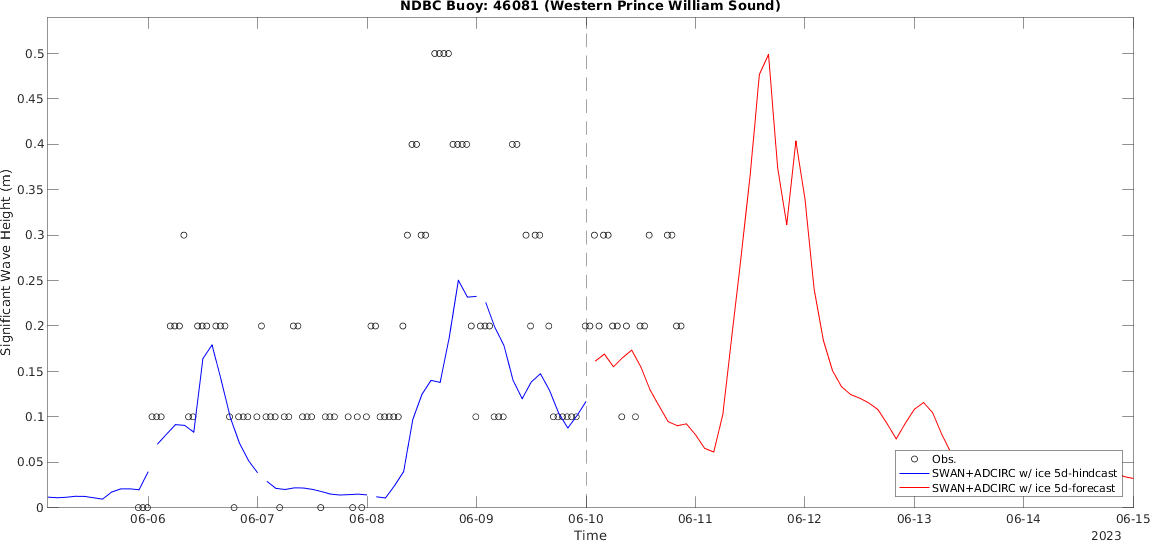 NDBC Buoy: 46081 (Western Prince William Sound)
Significant Wave Height (m)
0.5
0.45
0.4
0.35
0.3
0.25
0.2
0.15
0.1
0.05
0
Obs.
SWAN+ADCIRC w/ ice 5d-hindcast
SWAN+ADCIRC w/ ice 5d-forecast
06-06 06-07 06-08 06-09 06-10 06-11 06-12 06-13 06-14 06-15
Time
2023